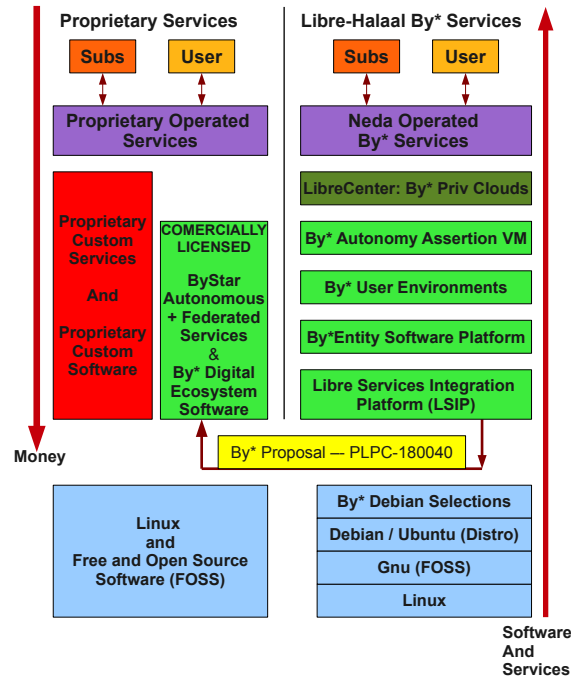 Proprietary Services
Subs
User
Proprietary Operated
Services
Proprietary
Custom
Services
And
Proprietary
Custom
Software
COMERCIALLY
LICENSED
ByStar
Autonomous
+ Federated
Services
&
By* Digital
Ecosystem
Software
Money
Libre-Halaal By* Services
Subs
User
Neda Operated
By* Services
LibreCenter: By* Priv Clouds
By* Autonomy Assertion VM
By* User Environments
By*Entity Software Platform
Libre Services Integration
Platform (LSIP)
By* Proposal –- PLPC-180040
Linux
and
Free and Open Source
Software (FOSS)
By* Debian Selections
Debian / Ubuntu (Distro)
Gnu (FOSS)
Linux
Software
And
Services